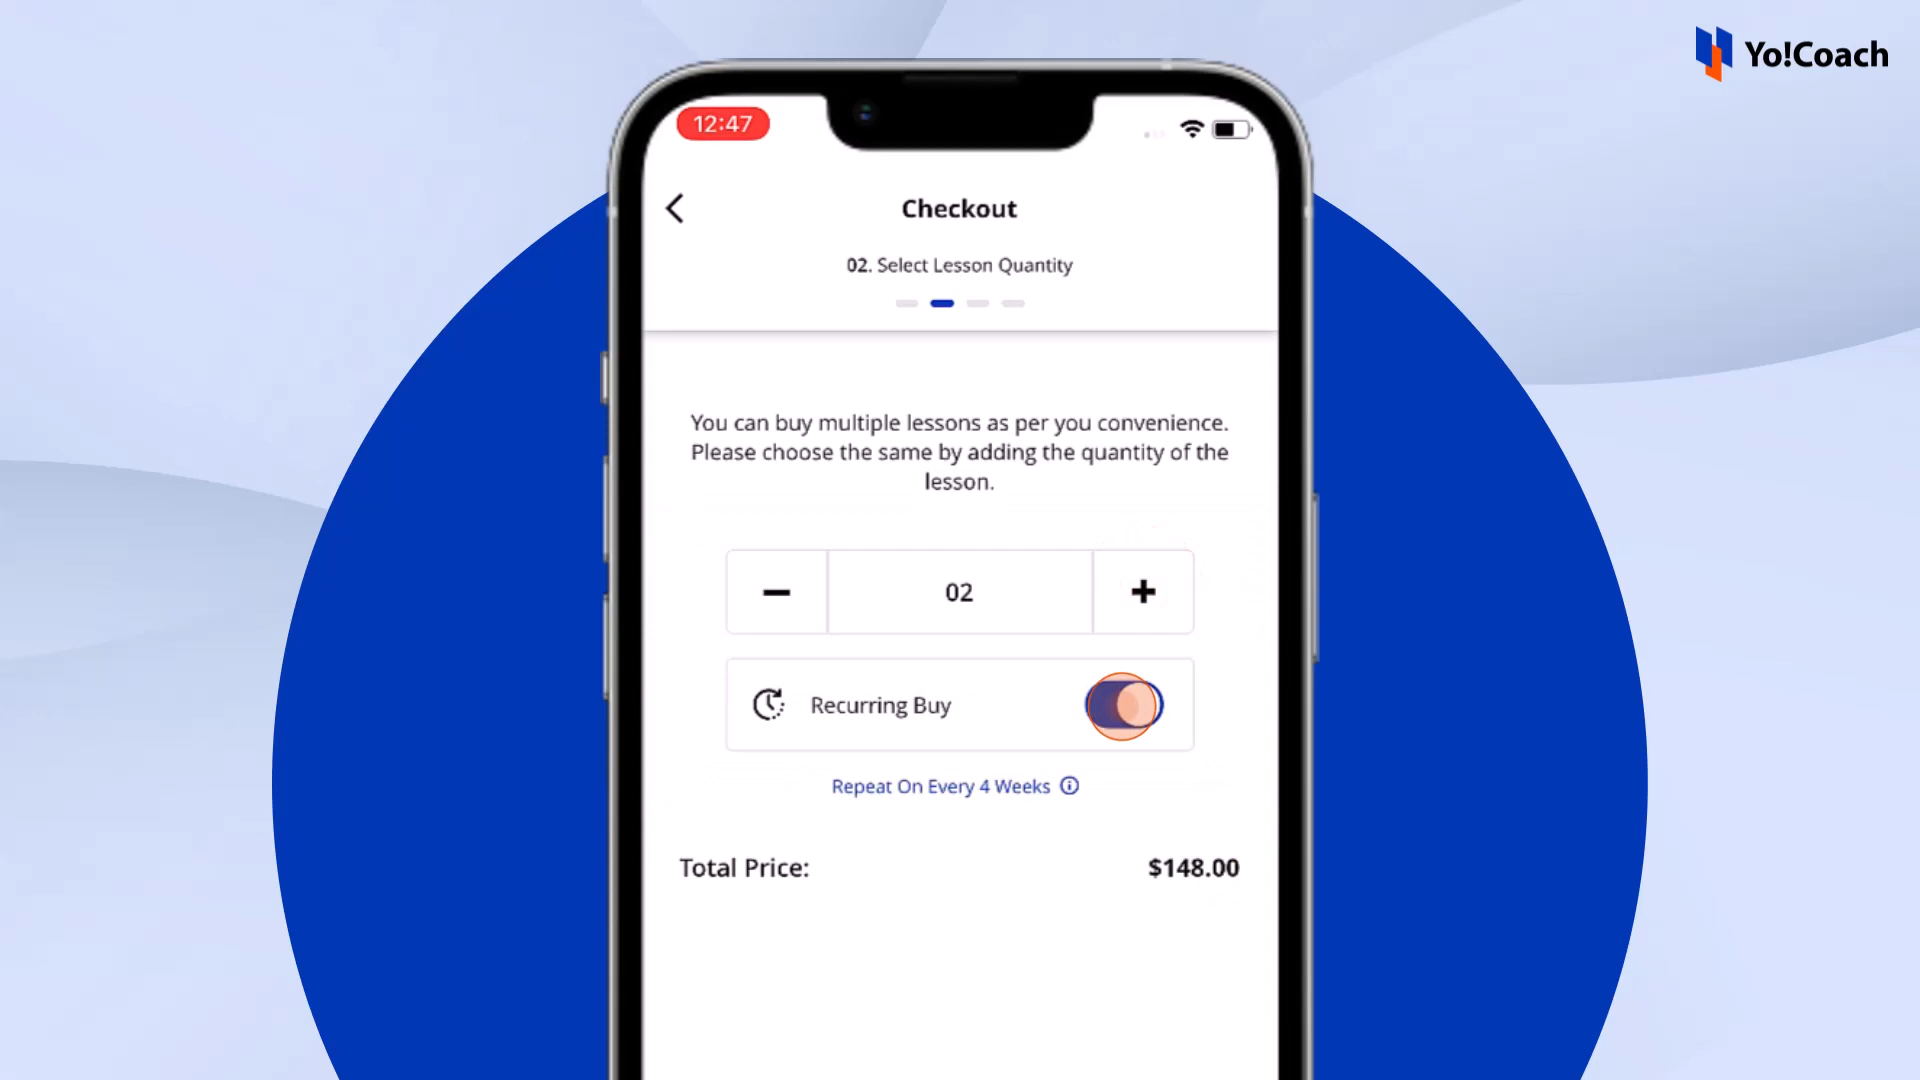 Yo!Coach
12:47
Checkout
02. Select Lesson Quantity
You can buy multiple lessons as per you convenience.
Please choose the same by adding the quantity of the
lesson.
02
Recurring Buy
Repeat On Every 4 Weeks
Total Price:
$148.00